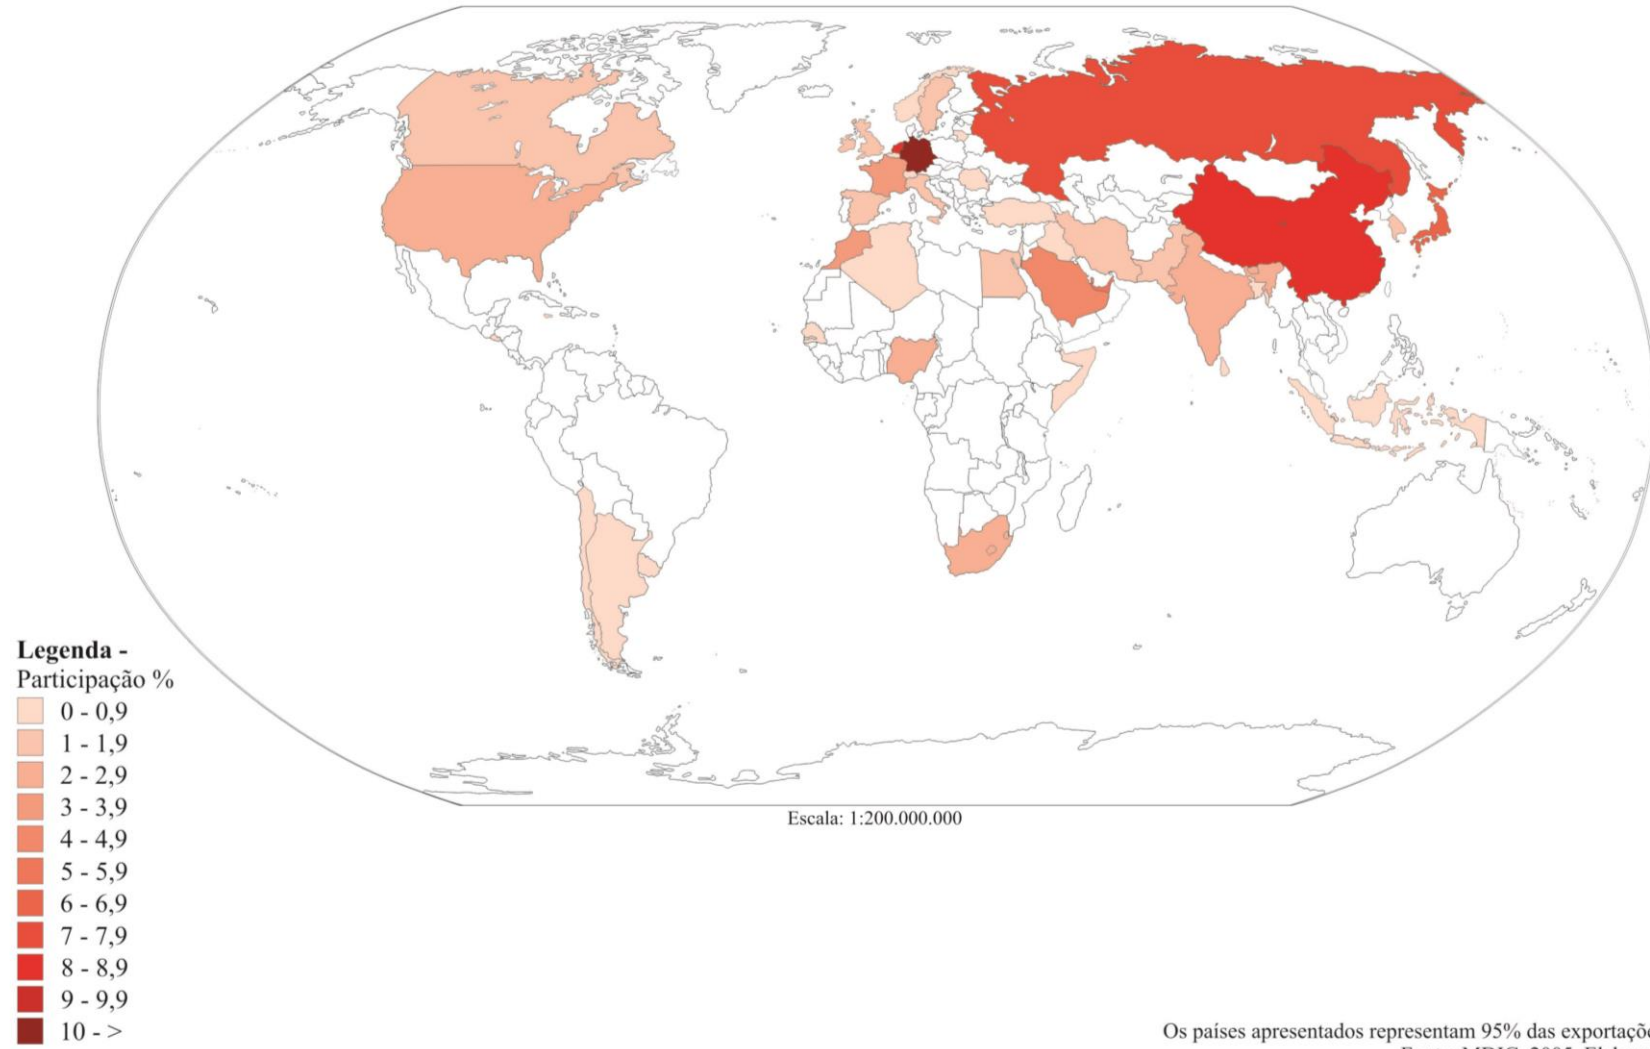 Legenda -
Participação %
0 - 0,9
1 - 1,9
2 - 2,9
3 - 3,9
4 - 4,9
5 - 5,9
6 - 6,9
7 - 7,9
8 - 8,9
9 - 9,9
10 - >
Escala: 1:200.000.000
Os países apresentados representam 95% das